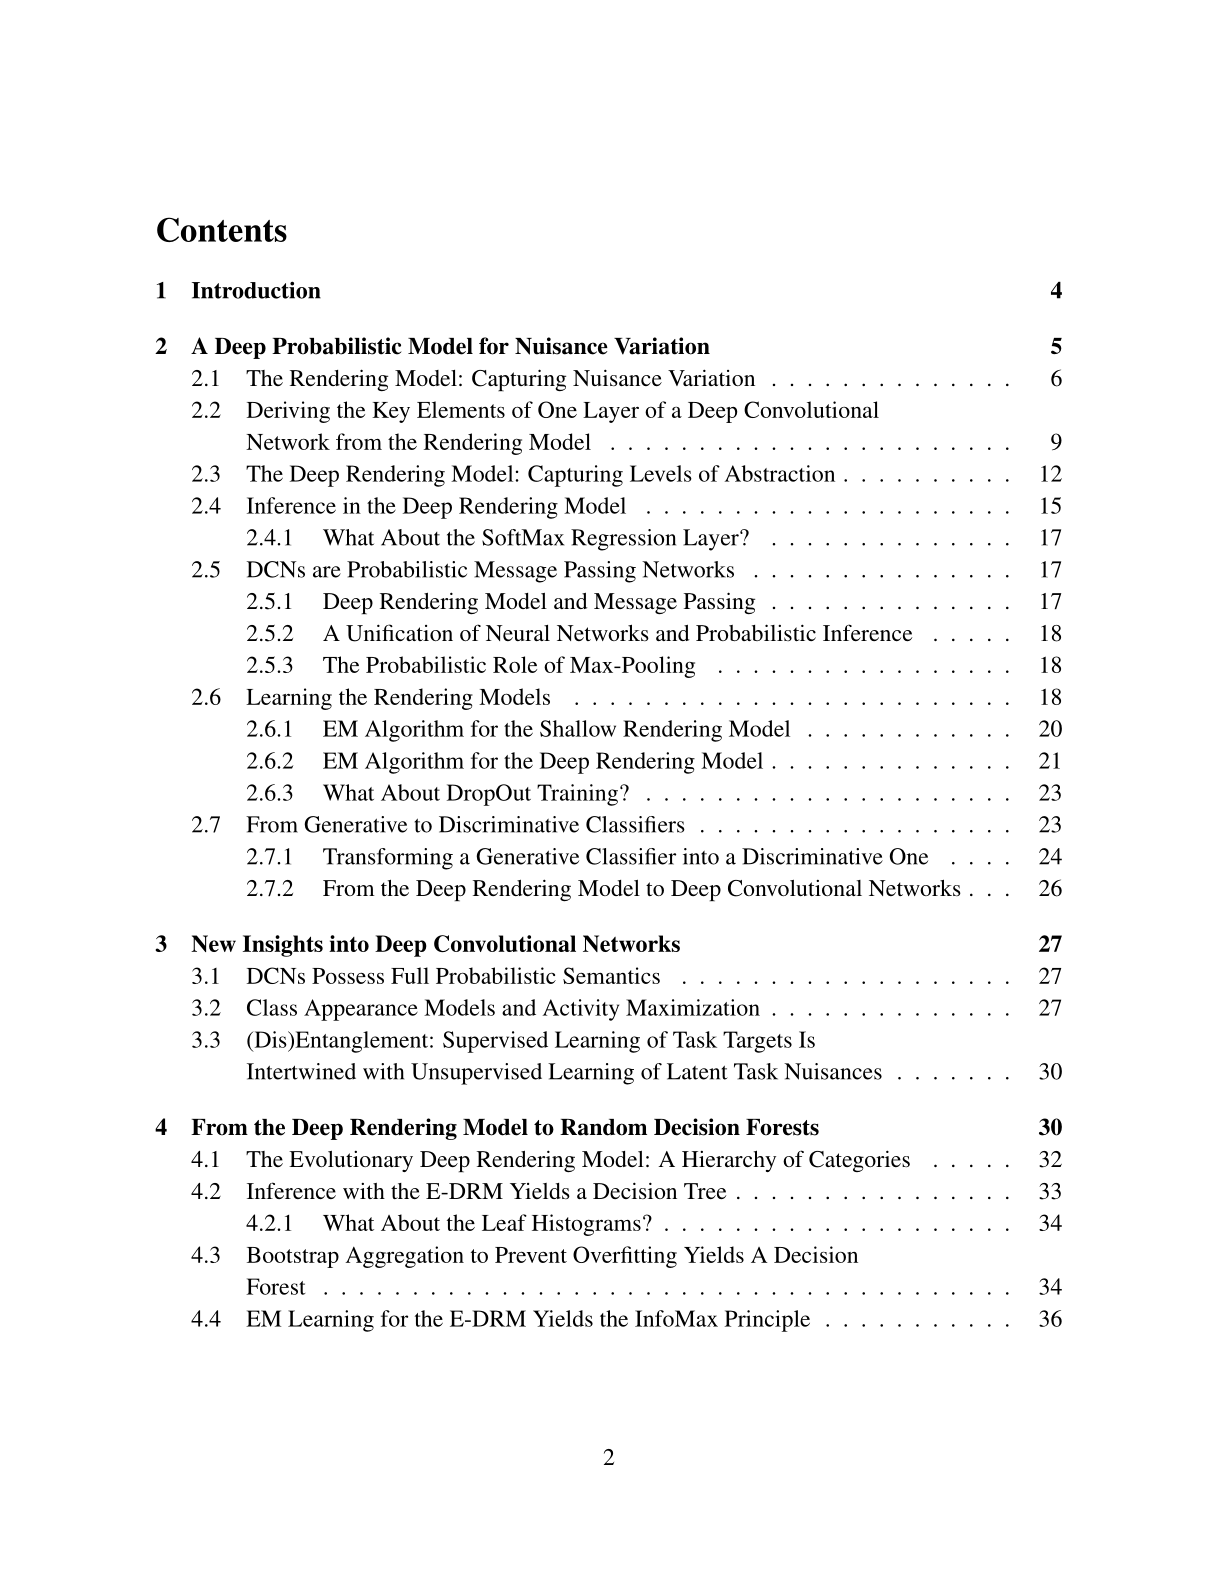 Contents
1 Introduction 4
2 A Deep Probabilistic Model for Nuisance Variation 5
2.1 The Rendering Model: Capturing Nuisance Variation . . . . . . . . . . . . . . 6
2.2 Deriving the Key Elements of One Layer of a Deep Convolutional
Network from the Rendering Model . . . . . . . . . . . . . . . . . . . . . . . 9
2.3 The Deep Rendering Model: Capturing Levels of Abstraction . . . . . . . . . . 12
2.4 Inference in the Deep Rendering Model . . . . . . . . . . . . . . . . . . . . . 15
2.4.1 What About the SoftMax Regression Layer? . . . . . . . . . . . . . . 17
2.5 DCNs are Probabilistic Message Passing Networks . . . . . . . . . . . . . . . 17
2.5.1 Deep Rendering Model and Message Passing . . . . . . . . . . . . . . 17
2.5.2 A Unification of Neural Networks and Probabilistic Inference . . . . . 18
2.5.3 The Probabilistic Role of Max-Pooling . . . . . . . . . . . . . . . . . 18
2.6 Learning the Rendering Models . . . . . . . . . . . . . . . . . . . . . . . . . 18
2.6.1 EM Algorithm for the Shallow Rendering Model . . . . . . . . . . . . 20
2.6.2 EM Algorithm for the Deep Rendering Model . . . . . . . . . . . . . . 21
2.6.3 What About DropOut Training? . . . . . . . . . . . . . . . . . . . . . 23
2.7 From Generative to Discriminative Classifiers . . . . . . . . . . . . . . . . . . 23
2.7.1 Transforming a Generative Classifier into a Discriminative One . . . . 24
2.7.2 From the Deep Rendering Model to Deep Convolutional Networks . . . 26
3 New Insights into Deep Convolutional Networks 27
3.1 DCNs Possess Full Probabilistic Semantics . . . . . . . . . . . . . . . . . . . 27
3.2 Class Appearance Models and Activity Maximization . . . . . . . . . . . . . . 27
3.3 (Dis)Entanglement: Supervised Learning of Task Targets Is
Intertwined with Unsupervised Learning of Latent Task Nuisances . . . . . . . 30
4 From the Deep Rendering Model to Random Decision Forests 30
4.1 The Evolutionary Deep Rendering Model: A Hierarchy of Categories . . . . . 32
4.2 Inference with the E-DRM Yields a Decision Tree . . . . . . . . . . . . . . . . 33
4.2.1 What About the Leaf Histograms? . . . . . . . . . . . . . . . . . . . . 34
4.3 Bootstrap Aggregation to Prevent Overfitting Yields A Decision
Forest . . . . . . . . . . . . . . . . . . . . . . . . . . . . . . . . . . . . . . . 34
4.4 EM Learning for the E-DRM Yields the InfoMax Principle . . . . . . . . . . . 36
2